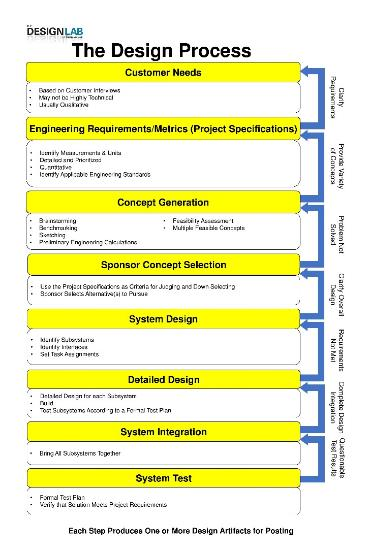 DESIGNLAB
The Design Process
Customer Needs
• Based on Customer Interviews
• May not be Highly Technical
• Usually Qualitative
Clarify
Requirements
Engineering Requirements/Metrics (Project Specifications)
• Identify Measurements & Units
• Detailed and Prioritized
• Quantitative
• Identify Applicable Engineering Standards
Provide Variety
of Concepts
Concept Generation
• Brainstorming
• Benchmarking
• Sketching
• Preliminary Engineering Calculations
• Feasibility Assessment
• Multiple Feasible Concepts
Problem Not
Solved
Sponsor Concept Selection
• Use the Project Specifications as Criteria for Judging and Down Selecting
• Sponsor Selects Alternative(s) to Pursue
Clarify Overall
Design
System Design
• Identify Subsystems
• Identify Interfaces
• Set Task Assignments
Requirements
Not Met
Detailed Design
• Detailed Design for each Subsystem
• Build
• Test Subsystems According to a Formal Test Plan
Complete Design
Integration
System Integration
• Bring All Subsystems Together
Questionable
Test Results
System Test
• Formal Test Plan
• Verify that Solution Meets Project Requirements
Each Step Produces One or More Design Artifacts for Posting